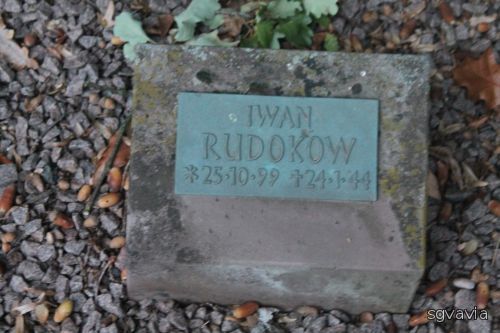 IWAN
RUDOKOW
*25·10·99 †24·1·44
sgvavia